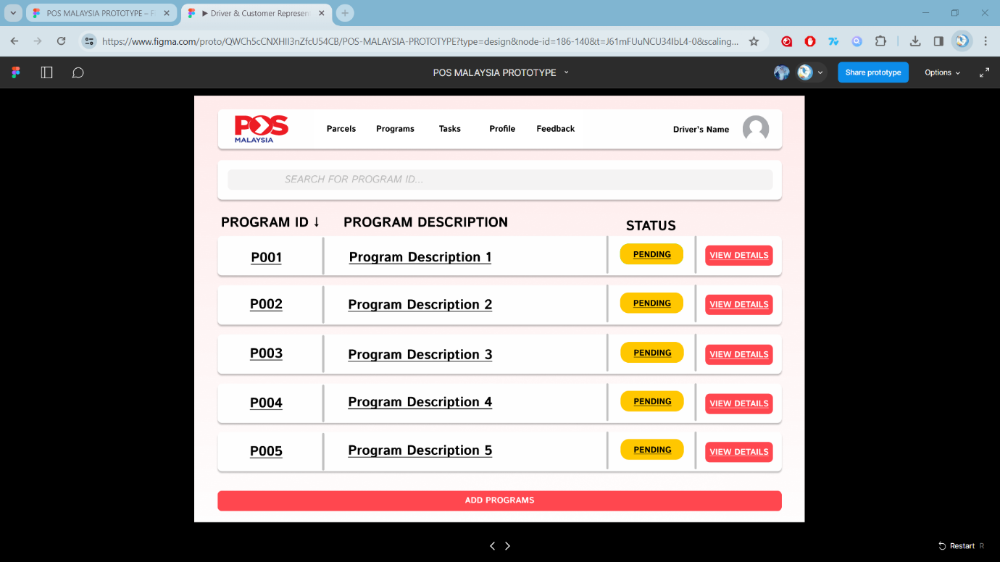 POS MALAYSIA PROTOTYPE – F
▶ Driver & Customer Represen
https://www.figma.com/proto/QWCh5cCNXHII3nZfcU54CB/POS-MALAYSIA-PROTOTYPE?type=design&node-id=186-140&t=J61mFUuNCU34IbL4-0&scaling...
POS MALAYSIA PROTOTYPE
Share prototype
Options
POS
MALAYSIA
Parcels Programs Tasks Profile Feedback Driver's Name
SEARCH FOR PROGRAM ID...
PROGRAM ID ↓ PROGRAM DESCRIPTION STATUS
P001 Program Description 1 PENDING VIEW DETAILS
P002 Program Description 2 PENDING VIEW DETAILS
P003 Program Description 3 PENDING VIEW DETAILS
P004 Program Description 4 PENDING VIEW DETAILS
P005 Program Description 5 PENDING VIEW DETAILS
ADD PROGRAMS
Restart R